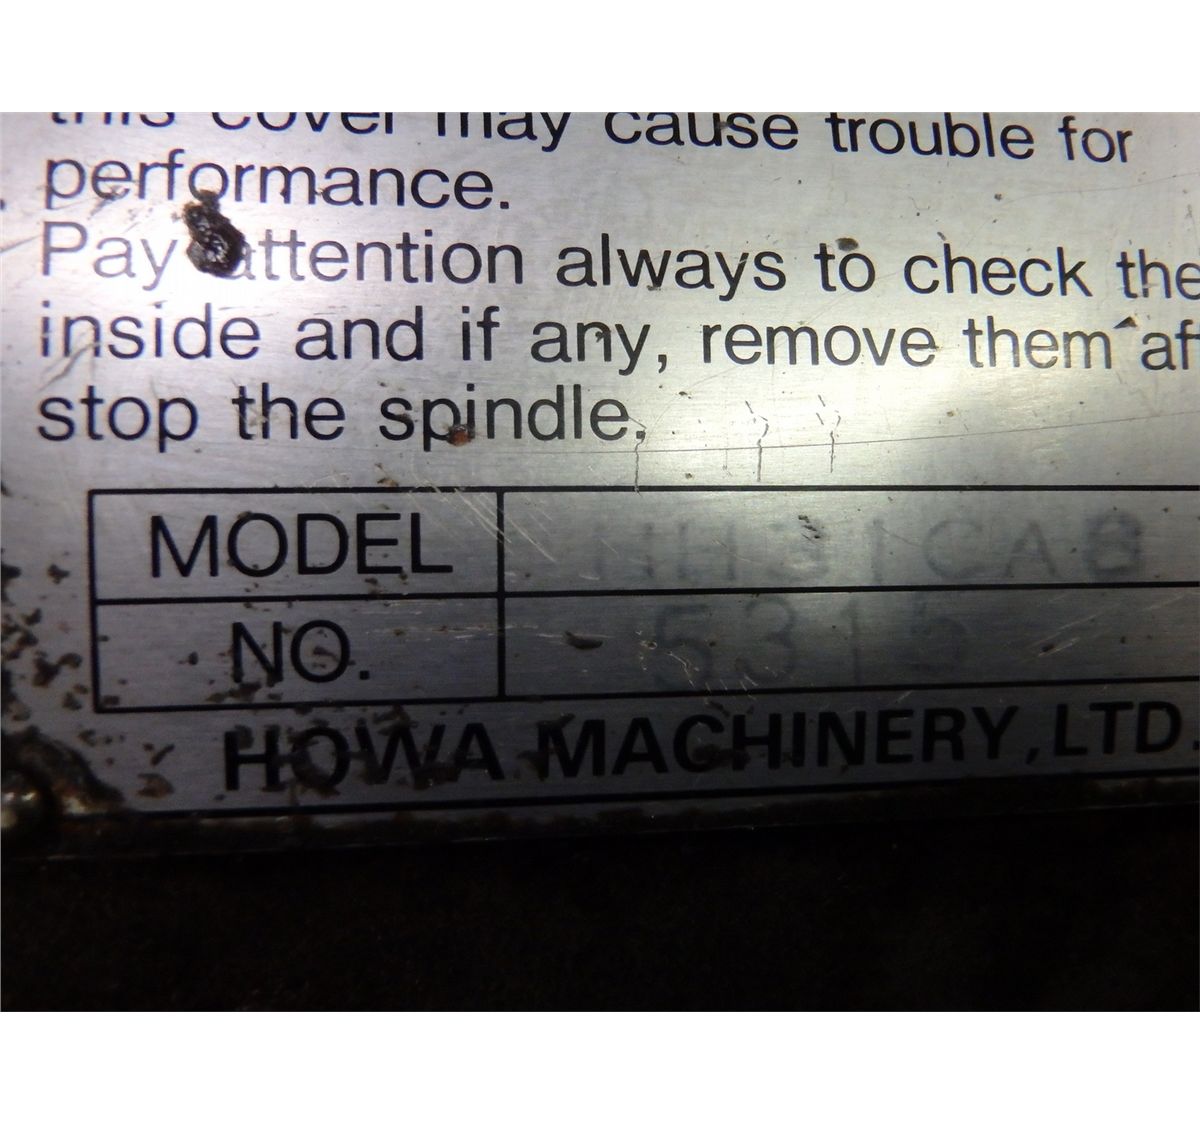 this cover may cause trouble for
performance.
Pay attention always to check the
inside and if any, remove them af
stop the spindle.
MODEL
NO. 5315
HOWA MACHINERY, LTD.